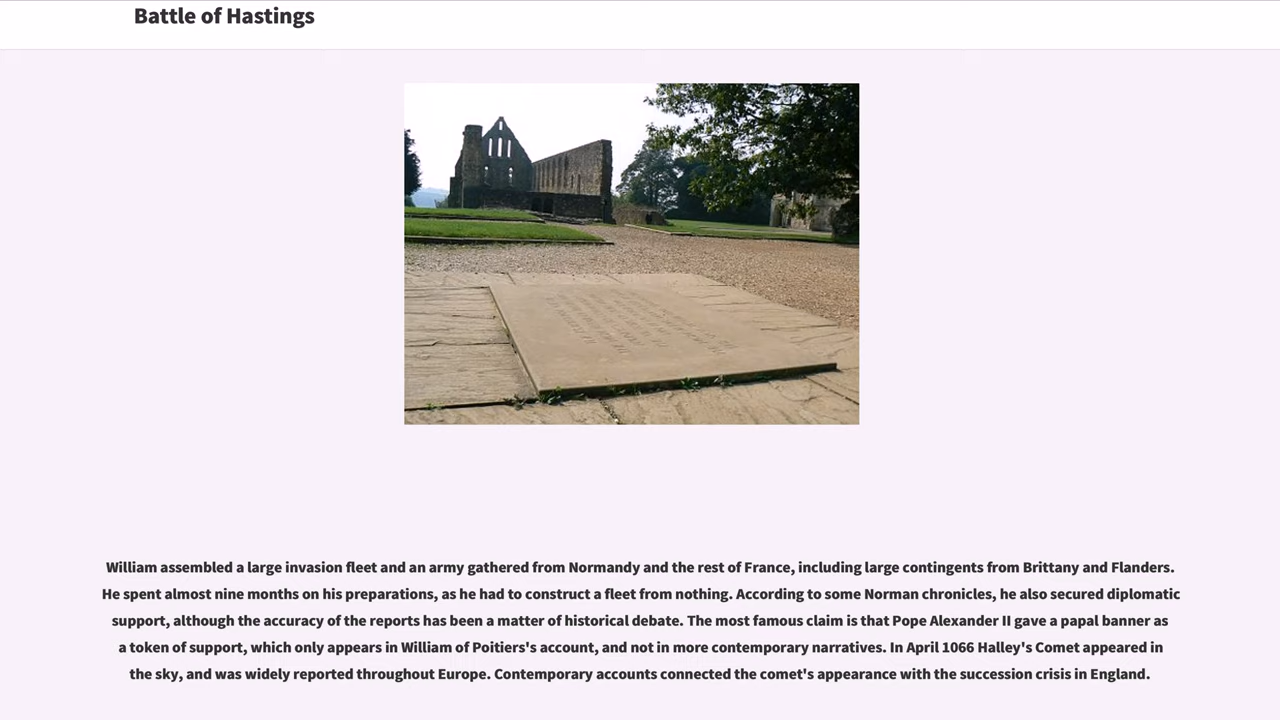 Battle of Hastings
William assembled a large invasion fleet and an army gathered from Normandy and the rest of France, including large contingents from Brittany and Flanders.
He spent almost nine months on his preparations, as he had to construct a fleet from nothing. According to some Norman chronicles, he also secured diplomatic
support, although the accuracy of the reports has been a matter of historical debate. The most famous claim is that Pope Alexander II gave a papal banner as
a token of support, which only appears in William of Poitiers's account, and not in more contemporary narratives. In April 1066 Halley's Comet appeared in
the sky, and was widely reported throughout Europe. Contemporary accounts connected the comet's appearance with the succession crisis in England.